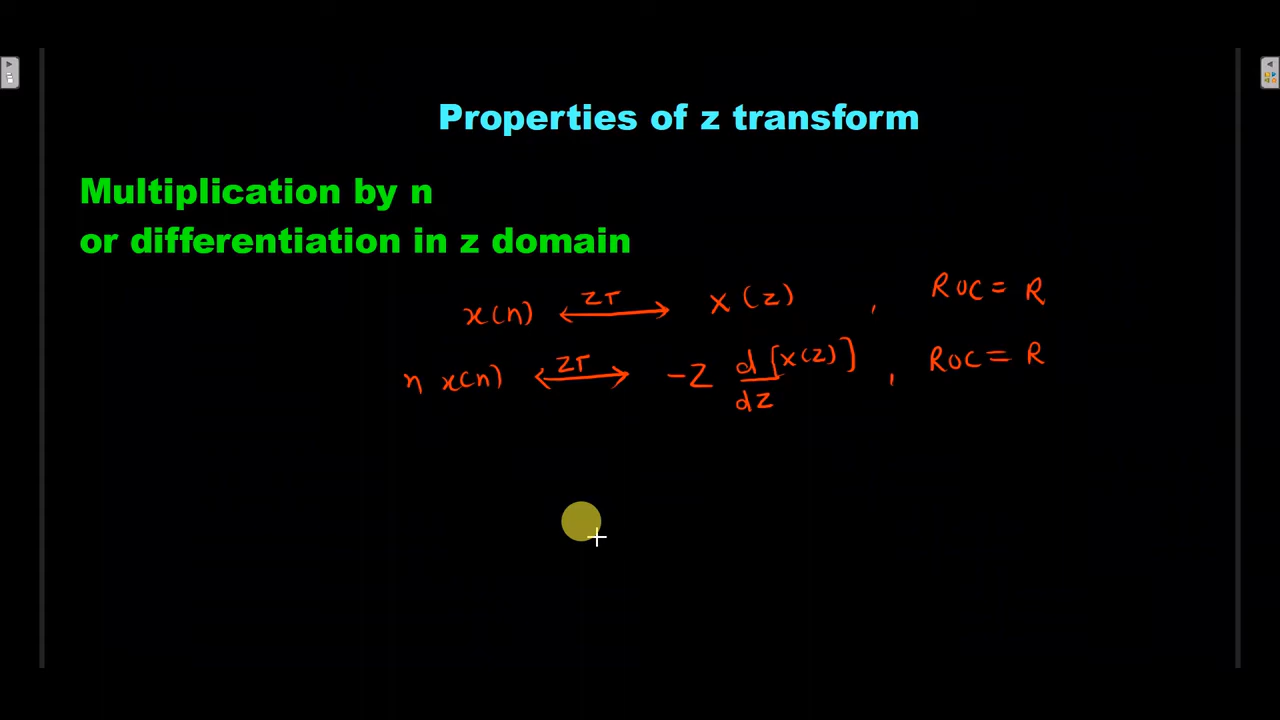 Properties of z transform
Multiplication by n
or differentiation in z domain
x(n) <-ZT-> X(z) , ROC = R
n x(n) <-ZT-> -z d/dz [X(z)] , ROC = R